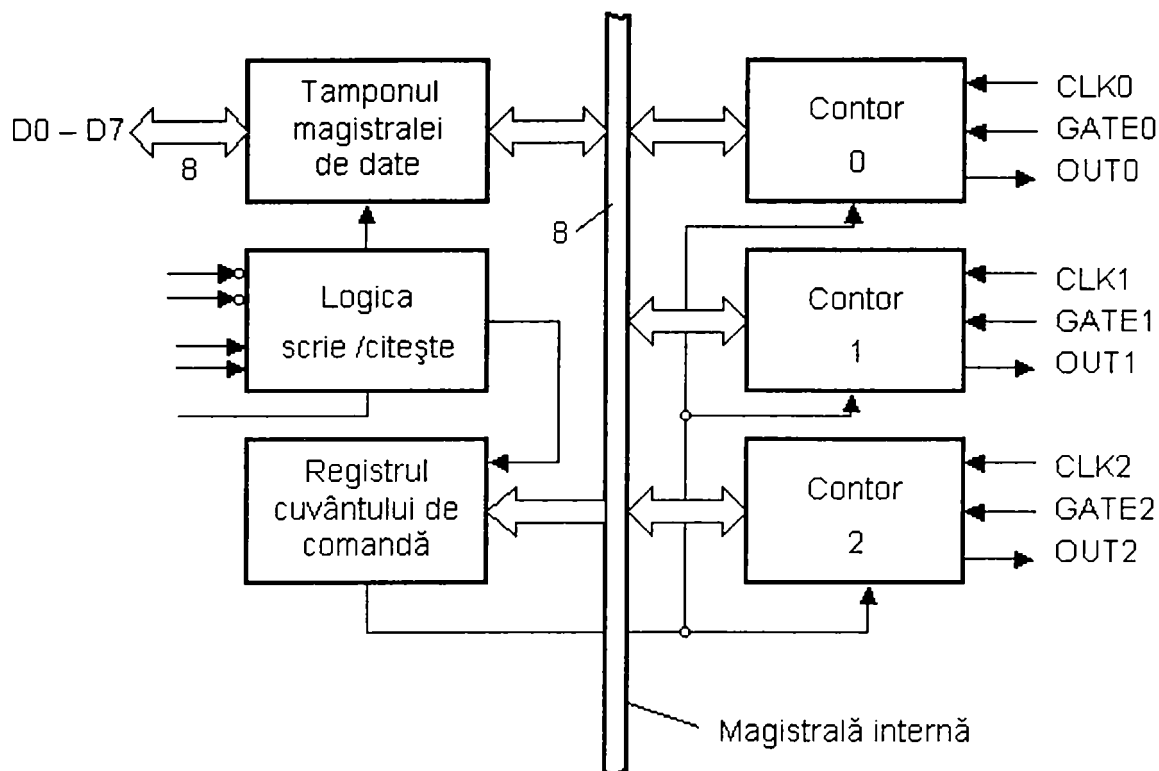 D0 – D7
8
Tamponul
magistralei
de date
Logica
scrie /citeşte
Registrul
cuvântului de
comandă
8
Contor
0
CLK0
GATE0
OUT0
Contor
1
CLK1
GATE1
OUT1
Contor
2
CLK2
GATE2
OUT2
Magistrală internă